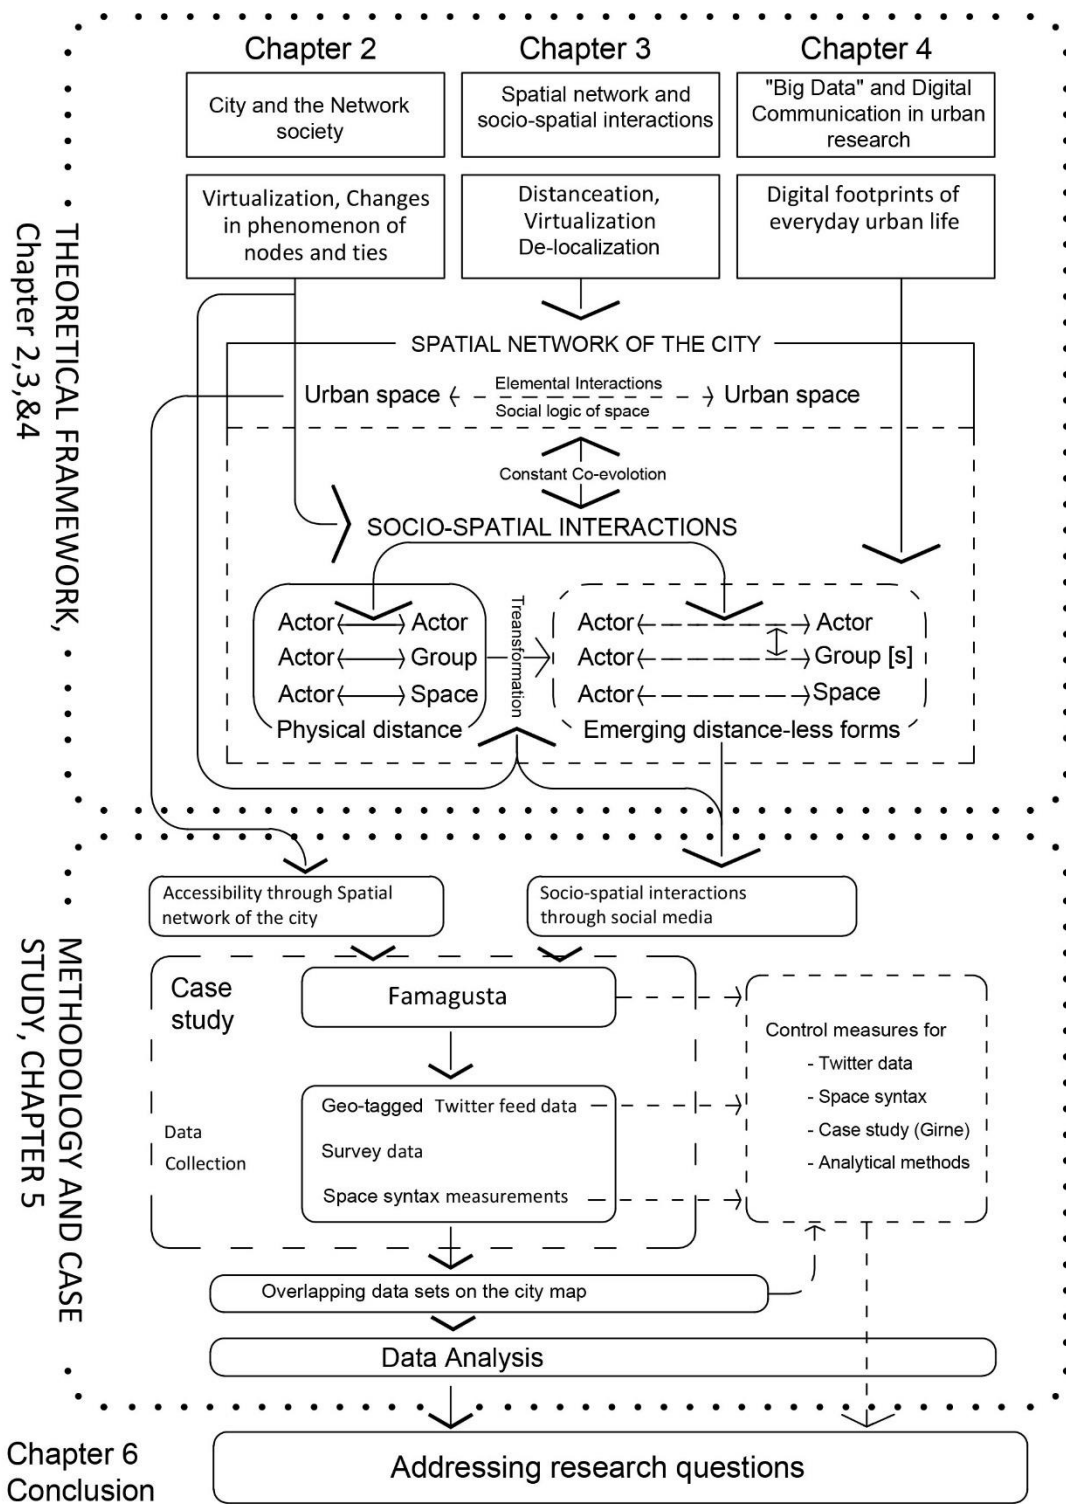 Chapter 2
Chapter 3
Chapter 4
City and the Network
society
Spatial network and
socio-spatial interactions
"Big Data" and Digital
Communication in urban
research
Virtualization, Changes
in phenomenon of
nodes and ties
Distanceation,
Virtualization
De-localization
Digital footprints of
everyday urban life
THEORETICAL FRAMEWORK,
Chapter 2,3,&4
SPATIAL NETWORK OF THE CITY
Urban space
Elemental Interactions
Social logic of space
Urban space
Constant Co-evolotion
SOCIO-SPATIAL INTERACTIONS
Actor Actor
Actor Group
Actor Space
Physical distance
Treansformation
Actor Actor
Actor Group [s]
Actor Space
Emerging distance-less forms
METHODOLOGY AND CASE
STUDY, CHAPTER 5
Accessibility through Spatial
network of the city
Socio-spatial interactions
through social media
Case
study
Famagusta
Data
Collection
Geo-tagged Twitter feed data
Survey data
Space syntax measurements
Control measures for
- Twitter data
- Space syntax
- Case study (Girne)
- Analytical methods
Overlapping data sets on the city map
Data Analysis
Chapter 6
Conclusion
Addressing research questions